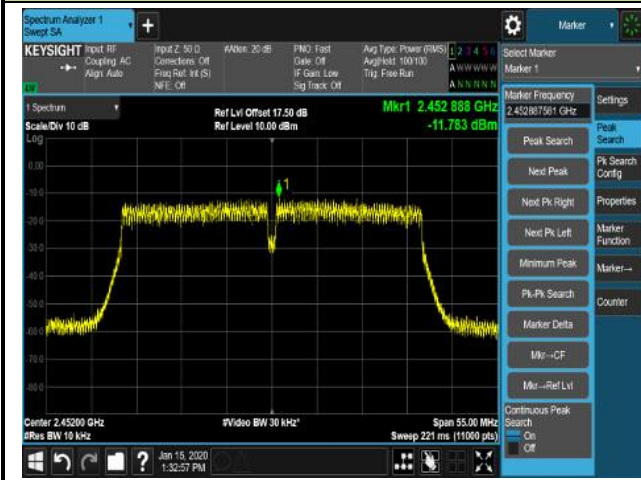 Spectrum Analyzer 1
Swept SA
+
Marker
KEYSIGHT
Input: RF
Coupling: AC
Align: Auto
Input Z: 50 Ω
Corrections: Off
Freq Ref: Int (S)
NFE: Off
#Atten: 20 dB
PNO: Fast
Gate: Off
IF Gain: Low
Sig Track: Off
Avg Type: Power (RMS)
Avg|Hold: 100/100
Trig: Free Run
1 2 3 4 5 6
A W W W W W
A N N N N N
Select Marker
Marker 1
1 Spectrum
Scale/Div 10 dB
Log
Ref Lvl Offset 17.50 dB
Ref Level 10.00 dBm
Mkr1 2.452 888 GHz
-11.783 dBm
1
0.00
-10.0
-20.0
-30.0
-40.0
-50.0
-60.0
-70.0
-80.0
Center 2.45200 GHz
#Res BW 10 kHz
#Video BW 30 kHz*
Span 55.00 MHz
Sweep 221 ms (11000 pts)
Marker Frequency
2.452887581 GHz
Peak Search
Next Peak
Next Pk Right
Next Pk Left
Minimum Peak
Pk-Pk Search
Marker Delta
Mkr→CF
Mkr→Ref Lvl
Continuous Peak
Search
On
Off
Settings
Peak
Search
Pk Search
Config
Properties
Marker
Function
Marker→
Counter
?
Jan 15, 2020
1:32:57 PM